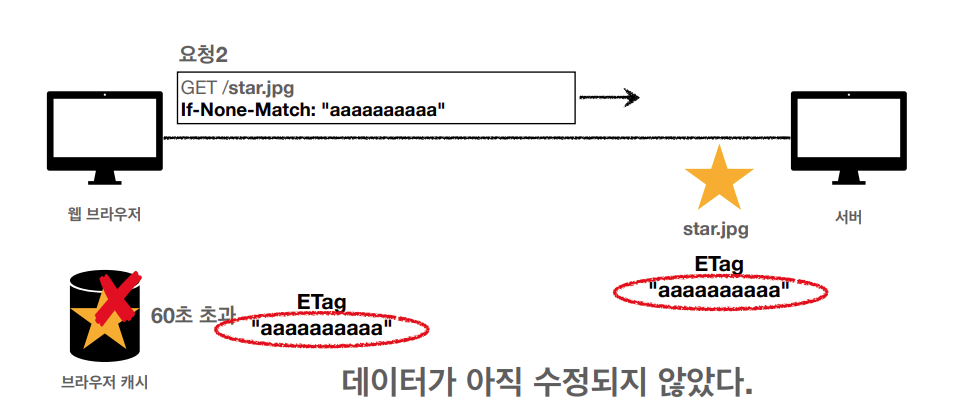 요청2
GET /star.jpg
If-None-Match: "aaaaaaaaaa"
웹 브라우저
서버
star.jpg
ETag
"aaaaaaaaaa"
60초 초과
ETag
"aaaaaaaaaa"
브라우저 캐시
데이터가 아직 수정되지 않았다.